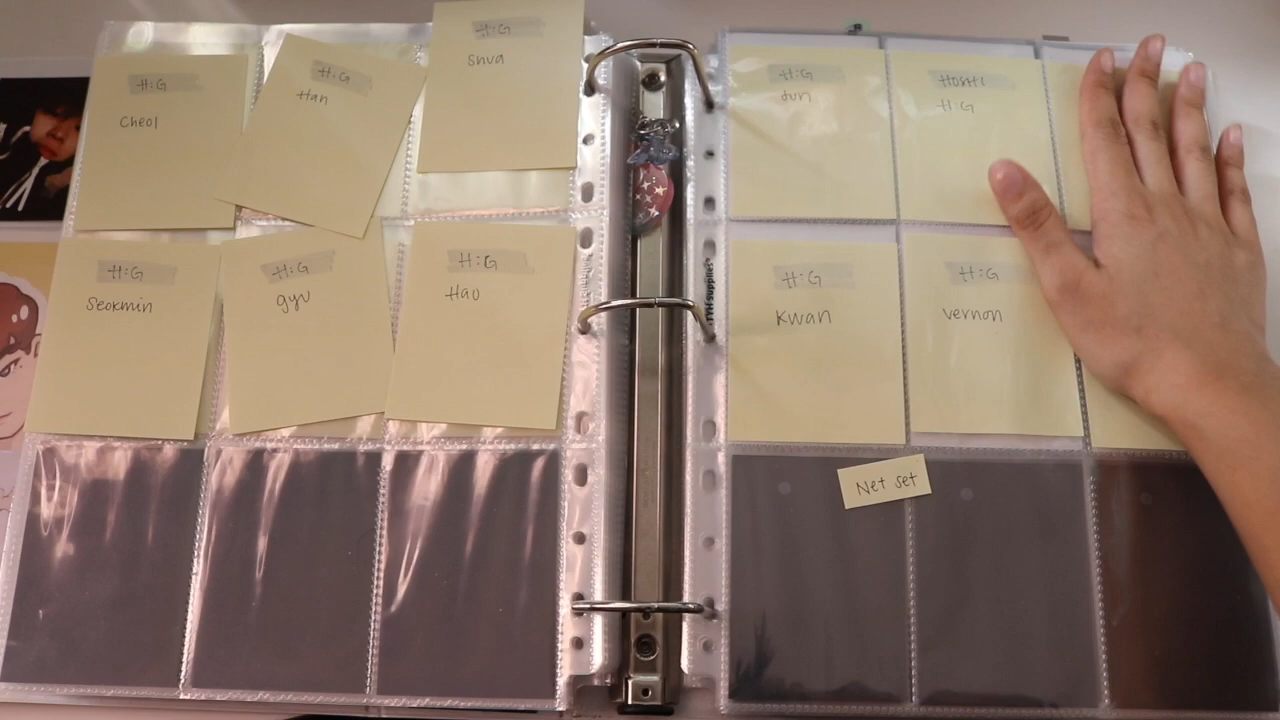 H:G
Cheol
H:G
Han
H:G
Shua
H:G
Jun
HOSHI
H:G
H:G
Seokmin
H:G
gyu
H:G
Hao
H:G
Kwan
H:G
vernon
Net set